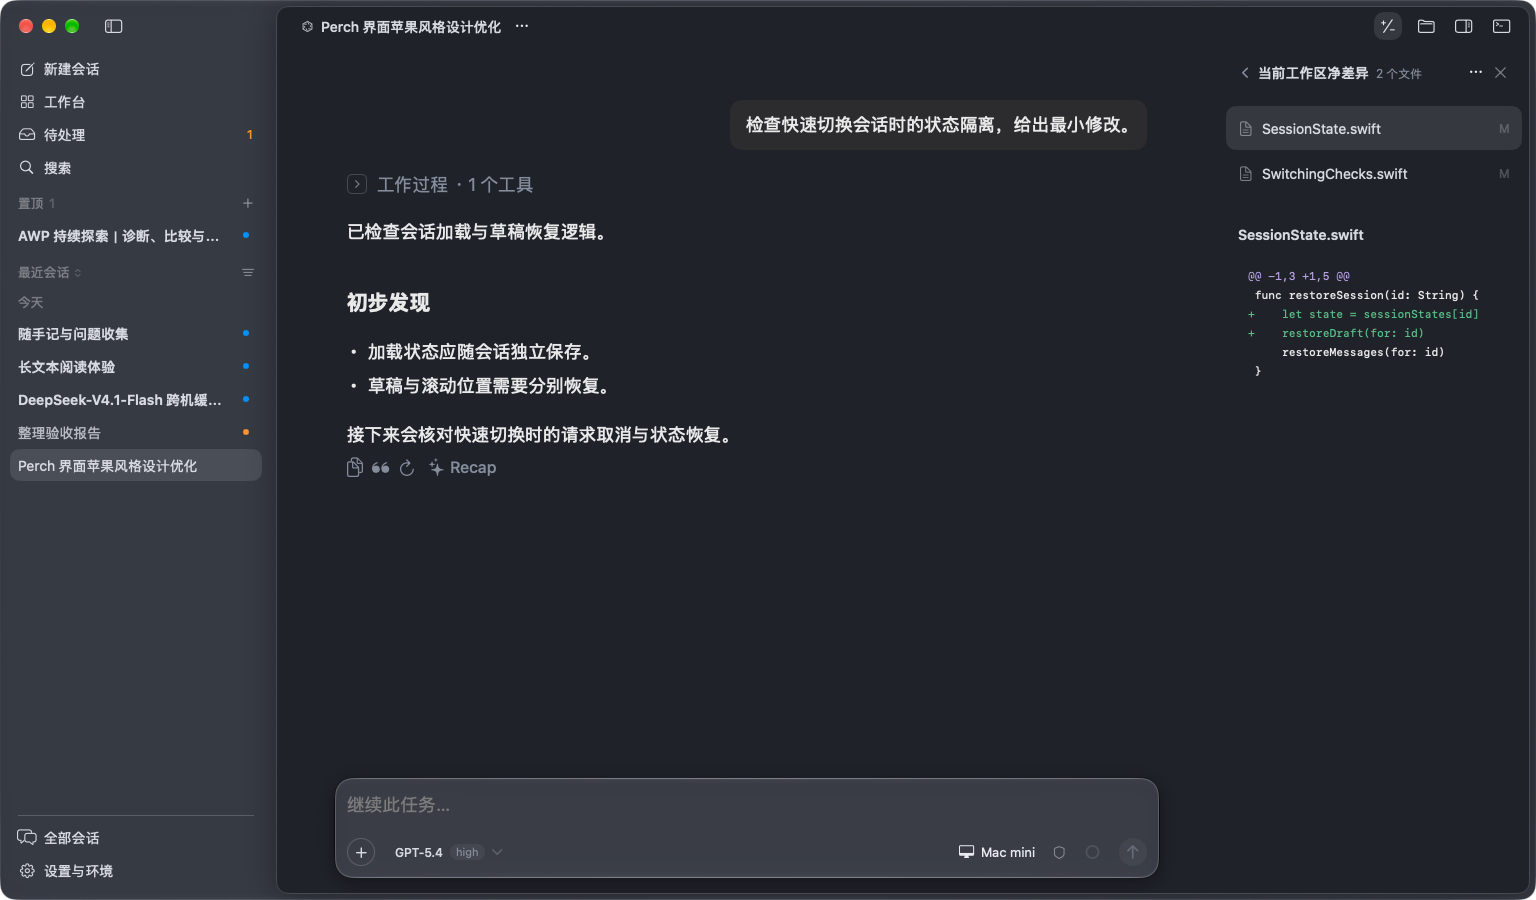 新建会话
工作台
待处理 1
搜索
置顶 1
AWP 持续探索 | 诊断、比较与...
最近会话
今天
随手记与问题收集
长文本阅读体验
DeepSeek-V4.1-Flash 跨机缓...
整理验收报告
Perch 界面苹果风格设计优化
全部会话
设置与环境
Perch 界面苹果风格设计优化
检查快速切换会话时的状态隔离，给出最小修改。
工作过程 · 1 个工具
已检查会话加载与草稿恢复逻辑。
初步发现
• 加载状态应随会话独立保存。
• 草稿与滚动位置需要分别恢复。
接下来会核对快速切换时的请求取消与状态恢复。
Recap
继续此任务...
GPT-5.4 high
Mac mini
当前工作区净差异 2 个文件
SessionState.swift M
SwitchingChecks.swift M
SessionState.swift
@@ -1,3 +1,5 @@
func restoreSession(id: String) {
+    let state = sessionStates[id]
+    restoreDraft(for: id)
restoreMessages(for: id)
}